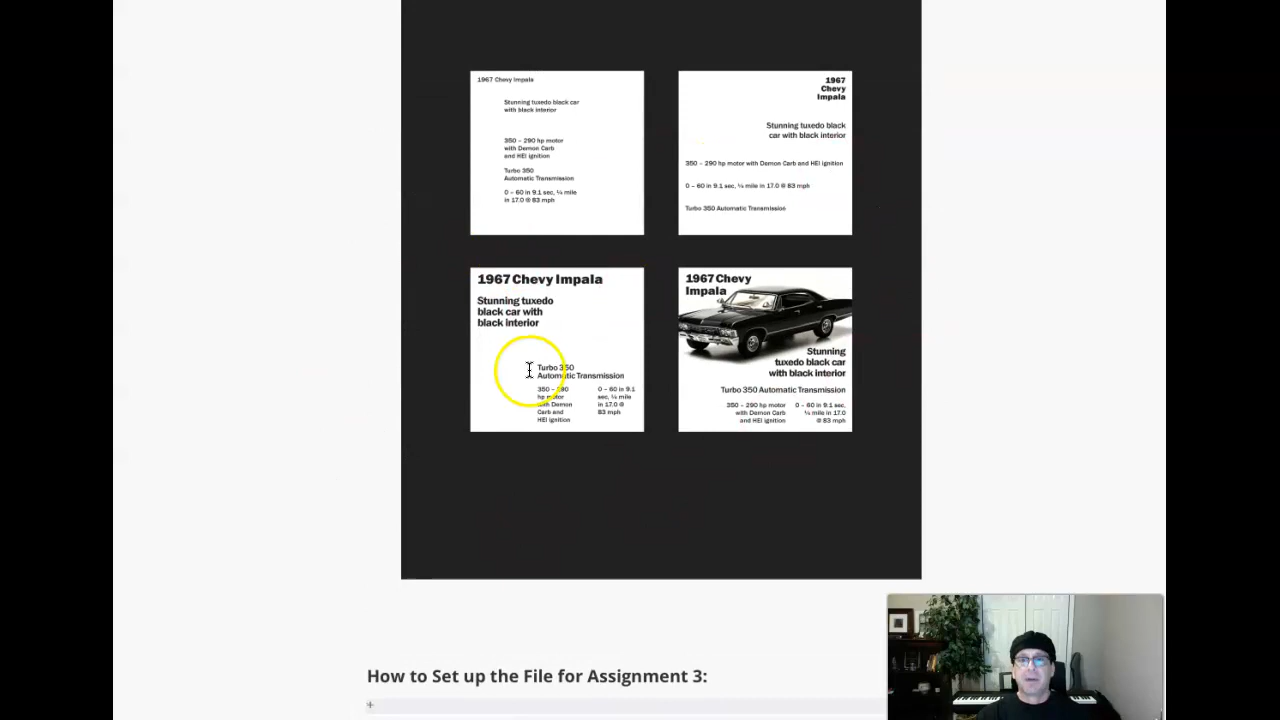 1967 Chevy Impala
Stunning tuxedo black car
with black interior
350 – 290 hp motor
with Demon Carb
and HEI ignition
Turbo 350
Automatic Transmission
0 – 60 in 9.1 sec, ¼ mile
in 17.0 @ 83 mph
1967
Chevy
Impala
Stunning tuxedo black
car with black interior
350 – 290 hp motor with Demon Carb and HEI ignition
0 – 60 in 9.1 sec, ¼ mile in 17.0 @ 83 mph
Turbo 350 Automatic Transmission
1967 Chevy Impala
Stunning tuxedo
black car with
black interior
Turbo 350
Automatic Transmission
350 – 290
hp motor
with Demon
Carb and
HEI ignition
0 – 60 in 9.1
sec, ¼ mile
in 17.0 @
83 mph
1967 Chevy
Impala
Stunning
tuxedo black car
with black interior
Turbo 350 Automatic Transmission
350 – 290 hp motor
with Demon Carb
and HEI ignition
0 – 60 in 9.1 sec,
¼ mile in 17.0
@ 83 mph
How to Set up the File for Assignment 3: